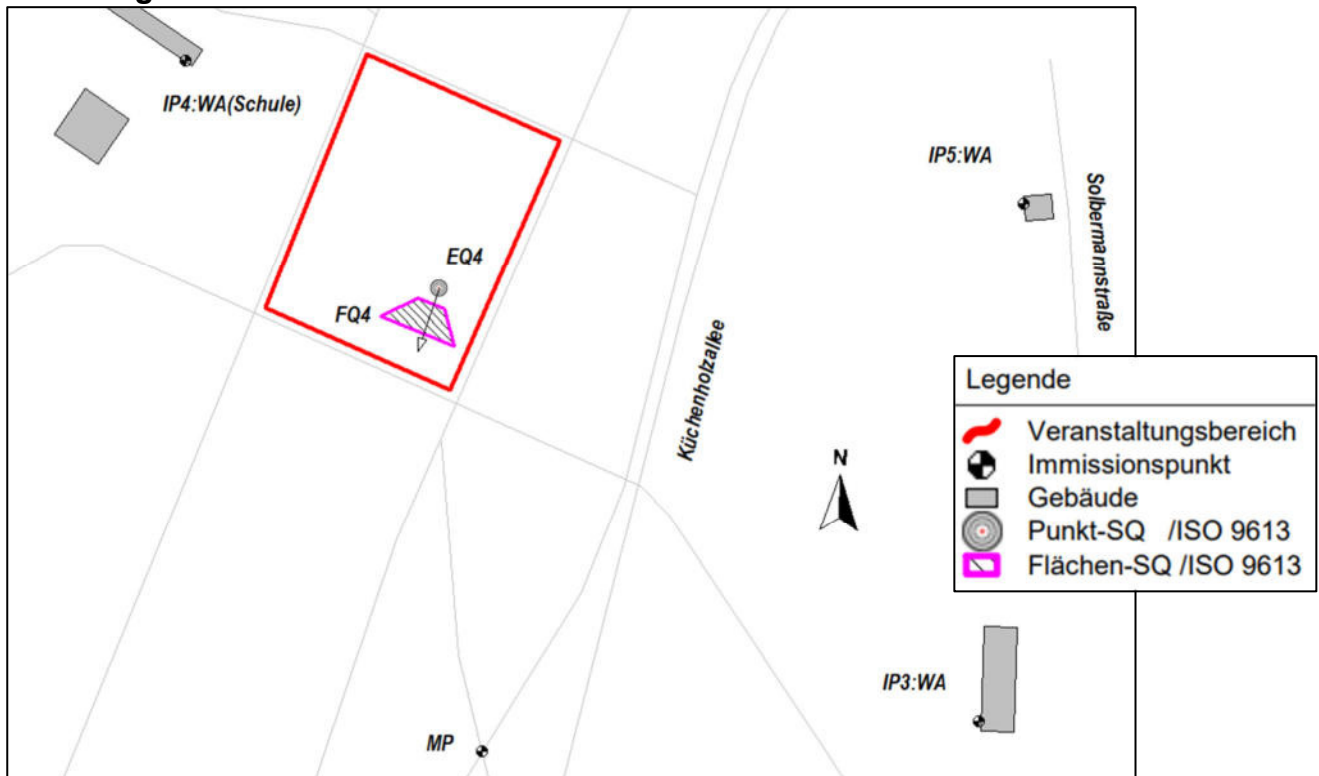 IP4:WA(Schule)
IP5:WA
Solbermannstraße
EQ4
FQ4
Küchenholzallee
N
Legende
Veranstaltungsbereich
Immissionspunkt
Gebäude
Punkt-SQ /ISO 9613
Flächen-SQ /ISO 9613
IP3:WA
MP